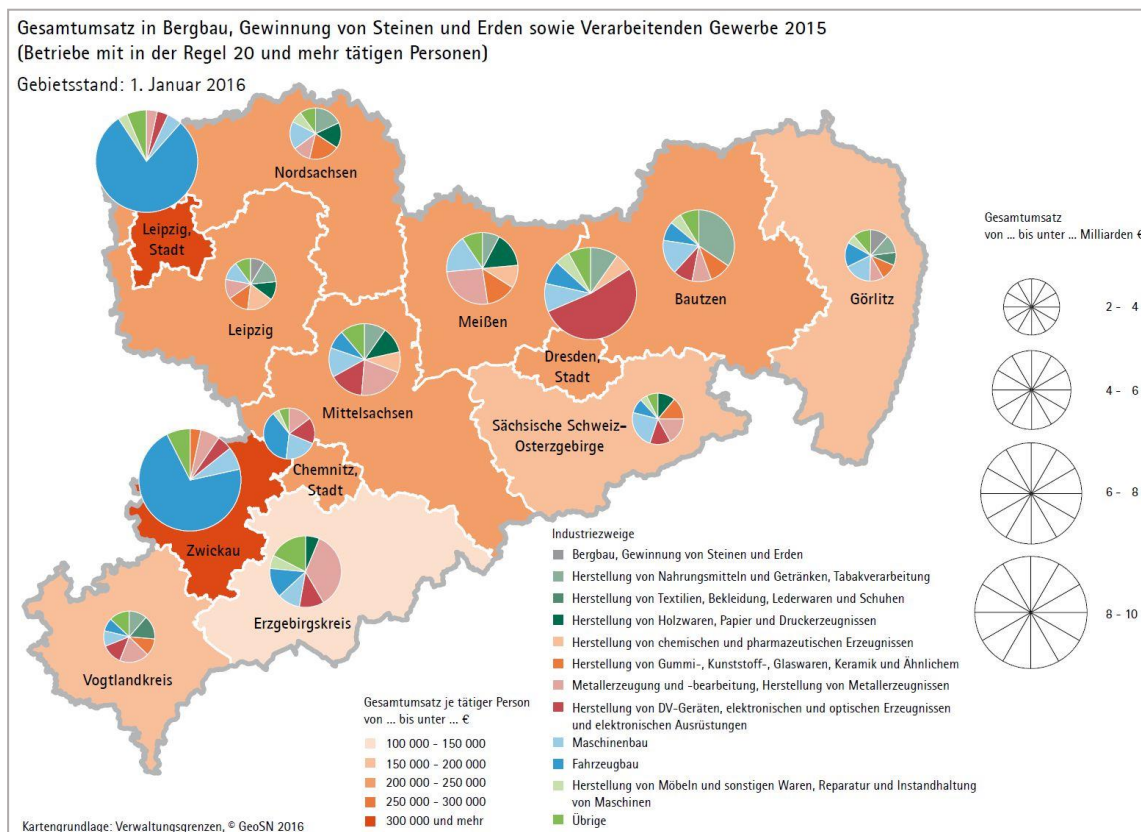 Gesamtumsatz in Bergbau, Gewinnung von Steinen und Erden sowie Verarbeitenden Gewerbe 2015
(Betriebe mit in der Regel 20 und mehr tätigen Personen)
Gebietsstand: 1. Januar 2016
Nordsachsen
Leipzig,
Stadt
Leipzig
Meißen
Bautzen
Görlitz
Dresden,
Stadt
Mittelsachsen
Sächsische Schweiz-
Osterzgebirge
Chemnitz,
Stadt
Zwickau
Erzgebirgskreis
Vogtlandkreis
Gesamtumsatz
von ... bis unter ... Milliarden €
2 - 4
4 - 6
6 - 8
8 - 10
Industriezweige
Bergbau, Gewinnung von Steinen und Erden
Herstellung von Nahrungsmitteln und Getränken, Tabakverarbeitung
Herstellung von Textilien, Bekleidung, Lederwaren und Schuhen
Herstellung von Holzwaren, Papier und Druckerzeugnissen
Herstellung von chemischen und pharmazeutischen Erzeugnissen
Herstellung von Gummi-, Kunststoff-, Glaswaren, Keramik und Ähnlichem
Metallerzeugung und -bearbeitung, Herstellung von Metallerzeugnissen
Herstellung von DV-Geräten, elektronischen und optischen Erzeugnissen
und elektronischen Ausrüstungen
Maschinenbau
Fahrzeugbau
Herstellung von Möbeln und sonstigen Waren, Reparatur und Instandhaltung
von Maschinen
Übrige
Gesamtumsatz je tätiger Person
von ... bis unter ... €
100 000 - 150 000
150 000 - 200 000
200 000 - 250 000
250 000 - 300 000
300 000 und mehr
Kartengrundlage: Verwaltungsgrenzen, © GeoSN 2016